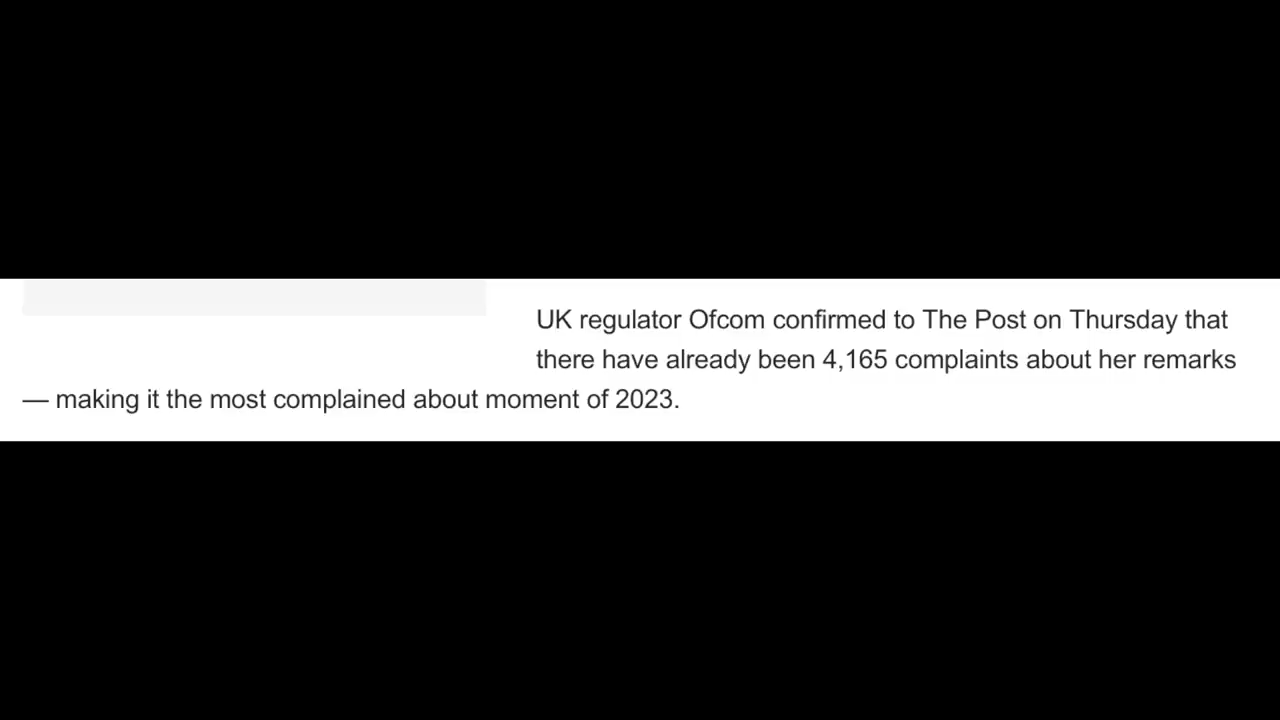 UK regulator Ofcom confirmed to The Post on Thursday that
there have already been 4,165 complaints about her remarks
— making it the most complained about moment of 2023.